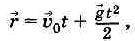 r⃗ = v⃗₀t + g⃗t²/2 ,